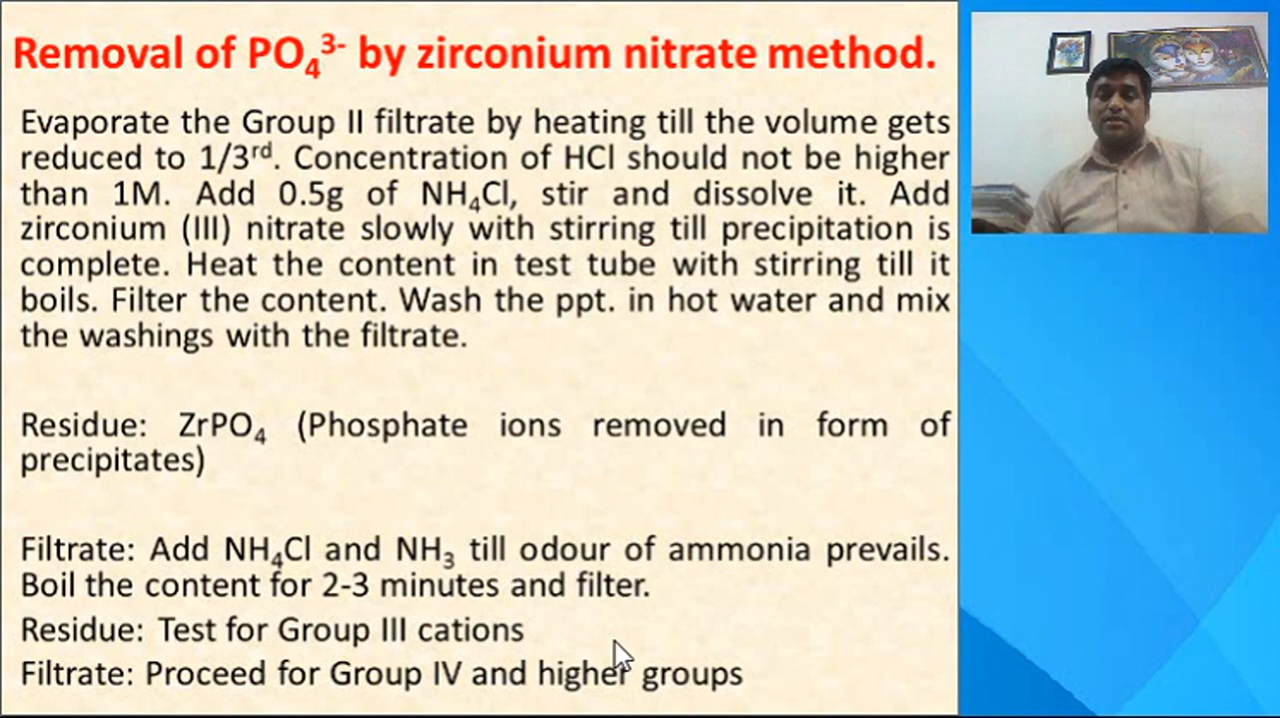 Removal of PO₄³⁻ by zirconium nitrate method.
Evaporate the Group II filtrate by heating till the volume gets
reduced to 1/3ʳᵈ. Concentration of HCl should not be higher
than 1M. Add 0.5g of NH₄Cl, stir and dissolve it. Add
zirconium (III) nitrate slowly with stirring till precipitation is
complete. Heat the content in test tube with stirring till it
boils. Filter the content. Wash the ppt. in hot water and mix
the washings with the filtrate.
Residue: ZrPO₄ (Phosphate ions removed in form of
precipitates)
Filtrate: Add NH₄Cl and NH₃ till odour of ammonia prevails.
Boil the content for 2-3 minutes and filter.
Residue: Test for Group III cations
Filtrate: Proceed for Group IV and higher groups